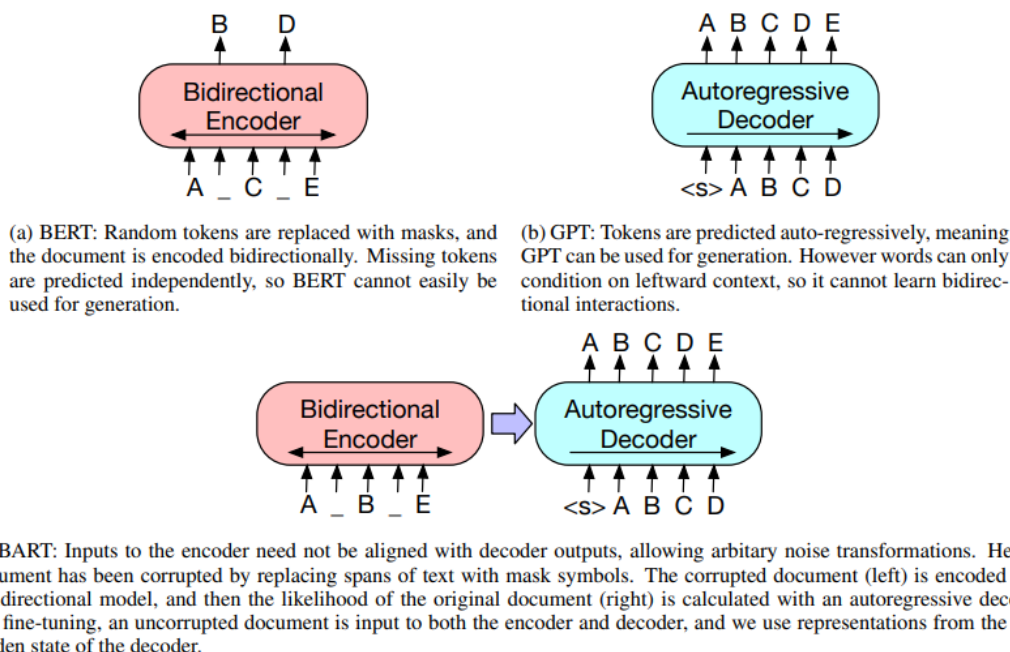 B D
Bidirectional
Encoder
A _ C _ E
(a) BERT: Random tokens are replaced with masks, and
the document is encoded bidirectionally. Missing tokens
are predicted independently, so BERT cannot easily be
used for generation.
A B C D E
Autoregressive
Decoder
<s> A B C D
(b) GPT: Tokens are predicted auto-regressively, meaning
GPT can be used for generation. However words can only
condition on leftward context, so it cannot learn bidirec-
tional interactions.
Bidirectional
Encoder
A _ B _ E
A B C D E
Autoregressive
Decoder
<s> A B C D
BART: Inputs to the encoder need not be aligned with decoder outputs, allowing arbitary noise transformations. He
ument has been corrupted by replacing spans of text with mask symbols. The corrupted document (left) is encoded
directional model, and then the likelihood of the original document (right) is calculated with an autoregressive deco
fine-tuning, an uncorrupted document is input to both the encoder and decoder, and we use representations from the
den state of the decoder.